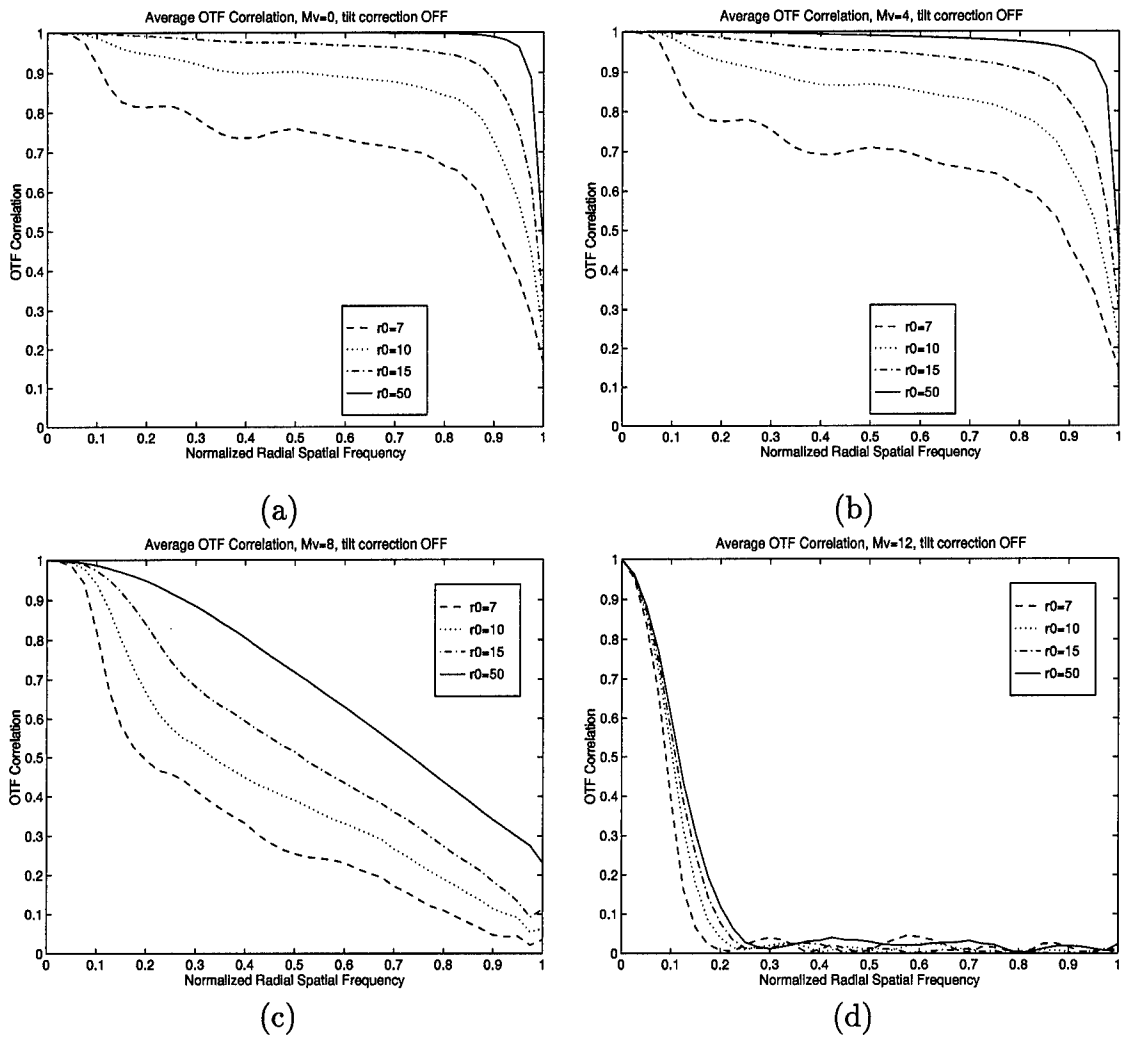 Average OTF Correlation, Mv=0, tilt correction OFF
1
0.9
0.8
0.7
0.6
0.5
0.4
0.3
0.2
0.1
0
OTF Correlation
r0=7
r0=10
r0=15
r0=50
0 0.1 0.2 0.3 0.4 0.5 0.6 0.7 0.8 0.9 1
Normalized Radial Spatial Frequency
(a)
Average OTF Correlation, Mv=4, tilt correction OFF
1
0.9
0.8
0.7
0.6
0.5
0.4
0.3
0.2
0.1
0
OTF Correlation
r0=7
r0=10
r0=15
r0=50
0 0.1 0.2 0.3 0.4 0.5 0.6 0.7 0.8 0.9 1
Normalized Radial Spatial Frequency
(b)
Average OTF Correlation, Mv=8, tilt correction OFF
1
0.9
0.8
0.7
0.6
0.5
0.4
0.3
0.2
0.1
0
OTF Correlation
r0=7
r0=10
r0=15
r0=50
0 0.1 0.2 0.3 0.4 0.5 0.6 0.7 0.8 0.9 1
Normalized Radial Spatial Frequency
(c)
Average OTF Correlation, Mv=12, tilt correction OFF
1
0.9
0.8
0.7
0.6
0.5
0.4
0.3
0.2
0.1
0
OTF Correlation
r0=7
r0=10
r0=15
r0=50
0 0.1 0.2 0.3 0.4 0.5 0.6 0.7 0.8 0.9 1
Normalized Radial Spatial Frequency
(d)